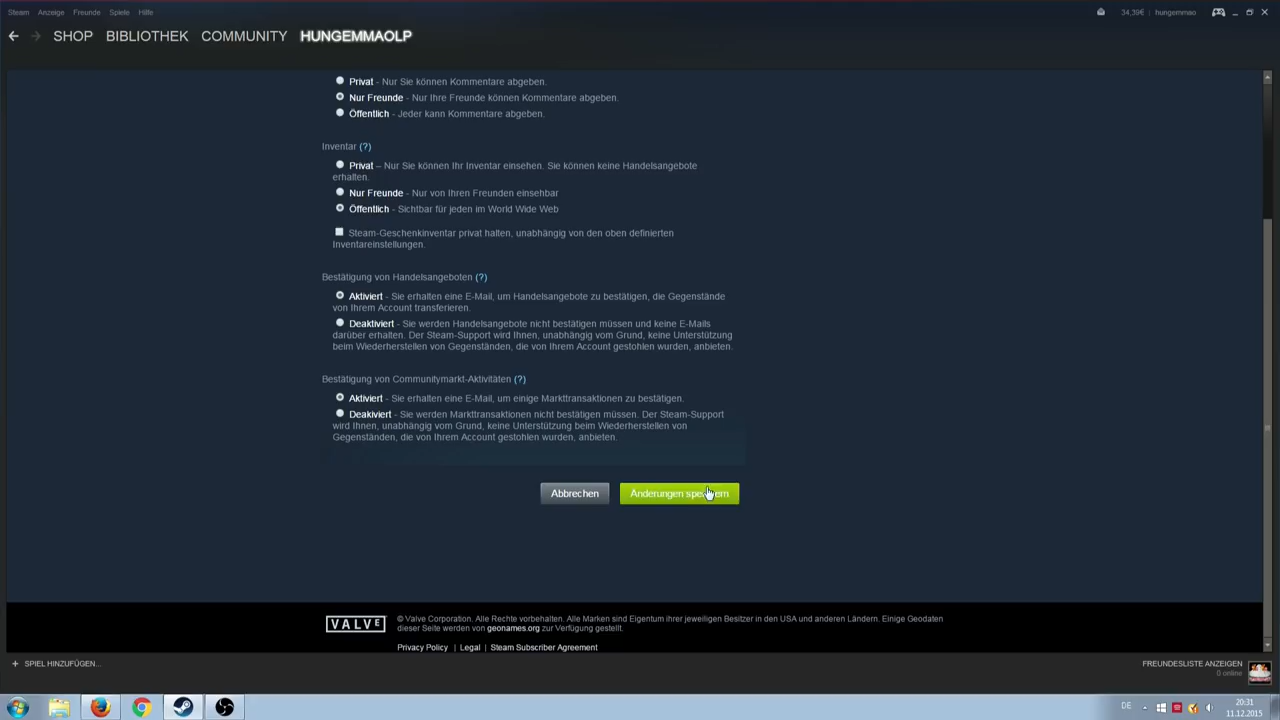 Steam Anzeige Freunde Spiele Hilfe
34,39€ | hungemmao
SHOP BIBLIOTHEK COMMUNITY HUNGEMMAOLP
Privat - Nur Sie können Kommentare abgeben.
Nur Freunde - Nur Ihre Freunde können Kommentare abgeben.
Öffentlich - Jeder kann Kommentare abgeben.
Inventar (?)
Privat – Nur Sie können Ihr Inventar einsehen. Sie können keine Handelsangebote
erhalten.
Nur Freunde - Nur von Ihren Freunden einsehbar
Öffentlich - Sichtbar für jeden im World Wide Web
Steam-Geschenkinventar privat halten, unabhängig von den oben definierten
Inventareinstellungen.
Bestätigung von Handelsangeboten (?)
Aktiviert - Sie erhalten eine E-Mail, um Handelsangebote zu bestätigen, die Gegenstände
von Ihrem Account transferieren.
Deaktiviert - Sie werden Handelsangebote nicht bestätigen müssen und keine E-Mails
darüber erhalten. Der Steam-Support wird Ihnen, unabhängig vom Grund, keine Unterstützung
beim Wiederherstellen von Gegenständen, die von Ihrem Account gestohlen wurden, anbieten.
Bestätigung von Communitymarkt-Aktivitäten (?)
Aktiviert - Sie erhalten eine E-Mail, um einige Markttransaktionen zu bestätigen.
Deakiviert - Sie werden Markttransaktionen nicht bestätigen müssen. Der Steam-Support
wird Ihnen, unabhängig vom Grund, keine Unterstützung beim Wiederherstellen von
Gegenständen, die von Ihrem Account gestohlen wurden, anbieten.
Abbrechen Änderungen speichern
VALVE © Valve Corporation. Alle Rechte vorbehalten. Alle Marken sind Eigentum ihrer jeweiligen Besitzer in den USA und anderen Ländern. Einige Geodaten
dieser Seite werden von geonames.org zur Verfügung gestellt.
Privacy Policy | Legal | Steam Subscriber Agreement
+ SPIEL HINZUFÜGEN...
FREUNDESLISTE ANZEIGEN
0 online
DE
20:31
11.12.2015